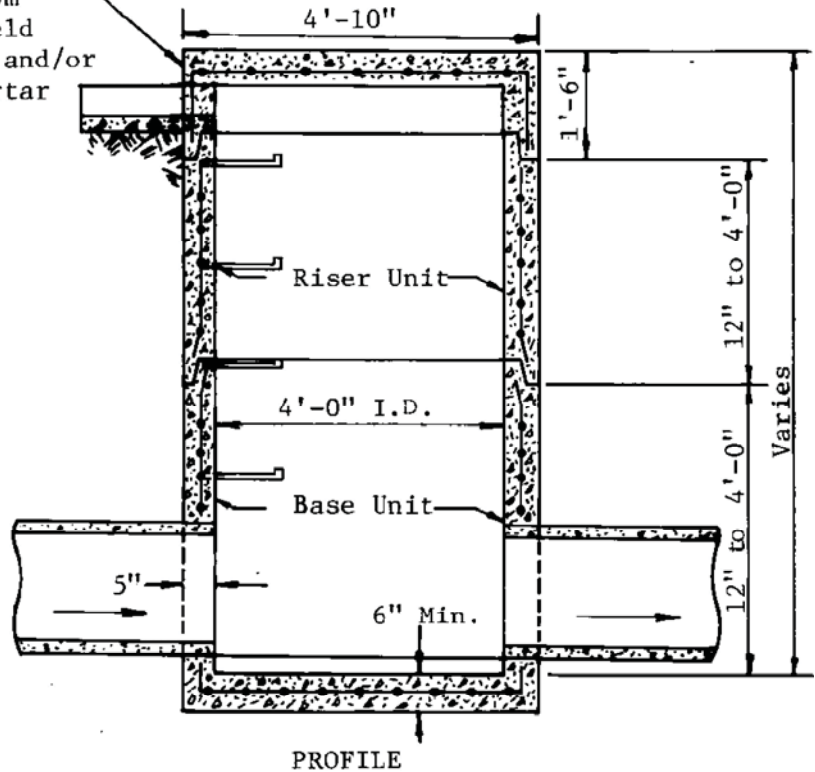 4'-10"
eld
and/or
tar
1'-6"
12" to 4'-0"
Riser Unit
Varies
4'-0" I.D.
12" to 4'-0"
Base Unit
5"
6" Min.
PROFILE